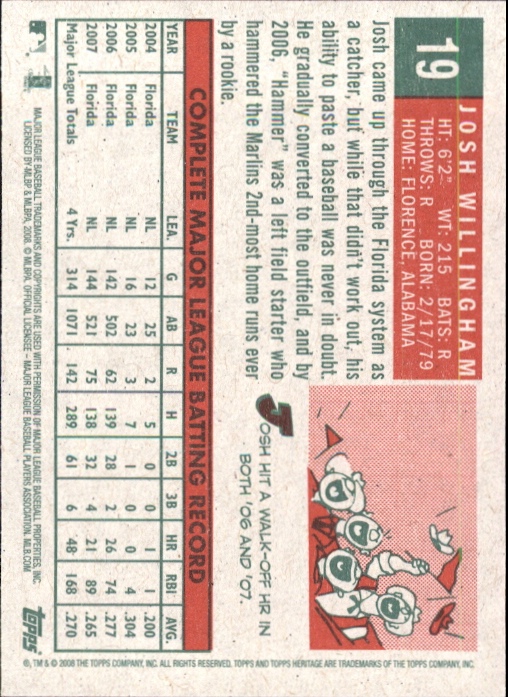 19
JOSH WILLINGHAM
HT: 6'2" WT: 215 BATS: R
THROWS: R BORN: 2/17/79
HOME: FLORENCE, ALABAMA
Josh came up through the Florida system as
a catcher, but while that didn't work out, his
ability to paste a baseball was never in doubt.
He gradually converted to the outfield, and by
2006, "Hammer" was a left field starter who
hammered the Marlins 2nd-most home runs ever
by a rookie.
JOSH HIT A WALK-OFF HR IN
BOTH '06 AND '07.
COMPLETE MAJOR LEAGUE BATTING RECORD
YEAR TEAM LEA. G AB R H 2B 3B HR RBI AVG.
2004 Florida NL 12 25 2 5 0 0 1 1 .200
2005 Florida NL 16 23 3 7 1 0 0 4 .304
2006 Florida NL 142 502 62 139 28 2 26 74 .277
2007 Florida NL 144 521 75 138 32 4 21 89 .265
Major League Totals 4 Yrs. 314 1071 142 289 61 6 48 168 .270
MAJOR LEAGUE BASEBALL TRADEMARKS AND COPYRIGHTS ARE USED WITH PERMISSION OF MAJOR LEAGUE BASEBALL PROPERTIES, INC.
LICENSED BY MLBP & MLBPA, 2008. © MLBPA, OFFICIAL LICENSEE – MAJOR LEAGUE BASEBALL PLAYERS ASSOCIATION. MLB.COM
TOPPS
®, TM & © 2008 THE TOPPS COMPANY, INC. ALL RIGHTS RESERVED. TOPPS AND TOPPS HERITAGE ARE TRADEMARKS OF THE TOPPS COMPANY, INC.